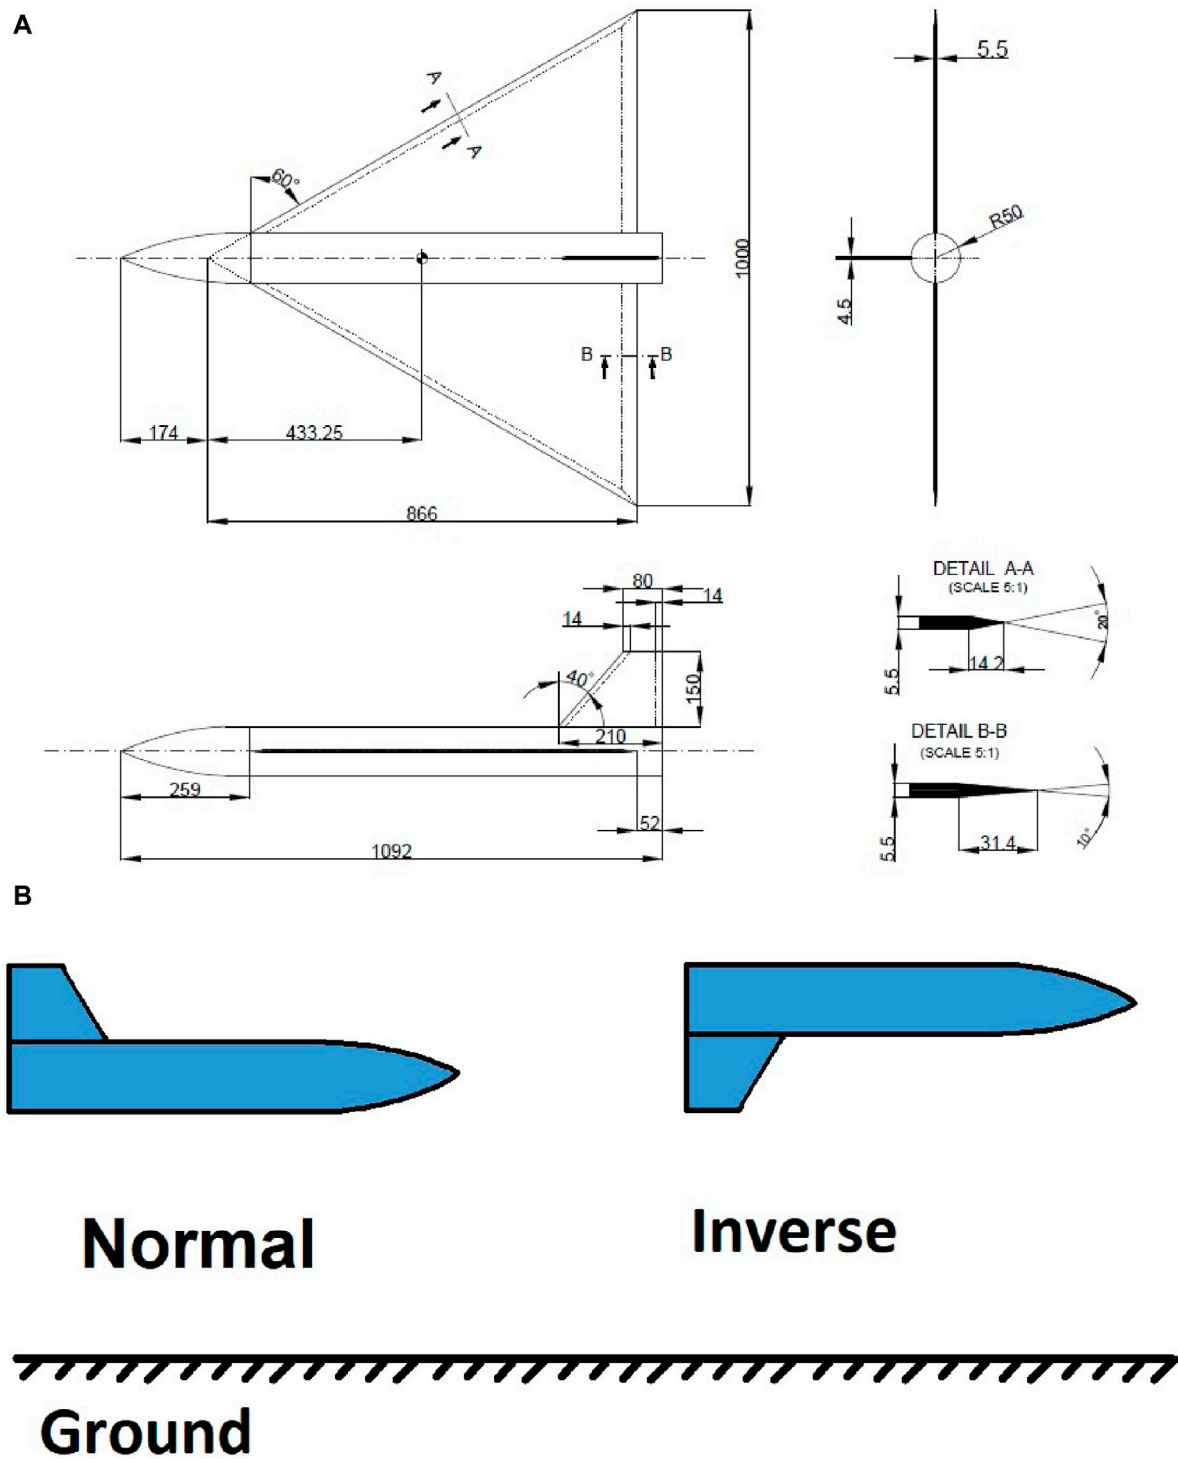 A
A
A
5.5
60°
R50
1000
4.5
B
B
174
433.25
866
80
14
14
DETAIL A-A
(SCALE 5:1)
20°
40°
150
5.5
14.2
210
DETAIL B-B
(SCALE 5:1)
259
52
5.5
31.4
10°
1092
B
Normal
Inverse
Ground